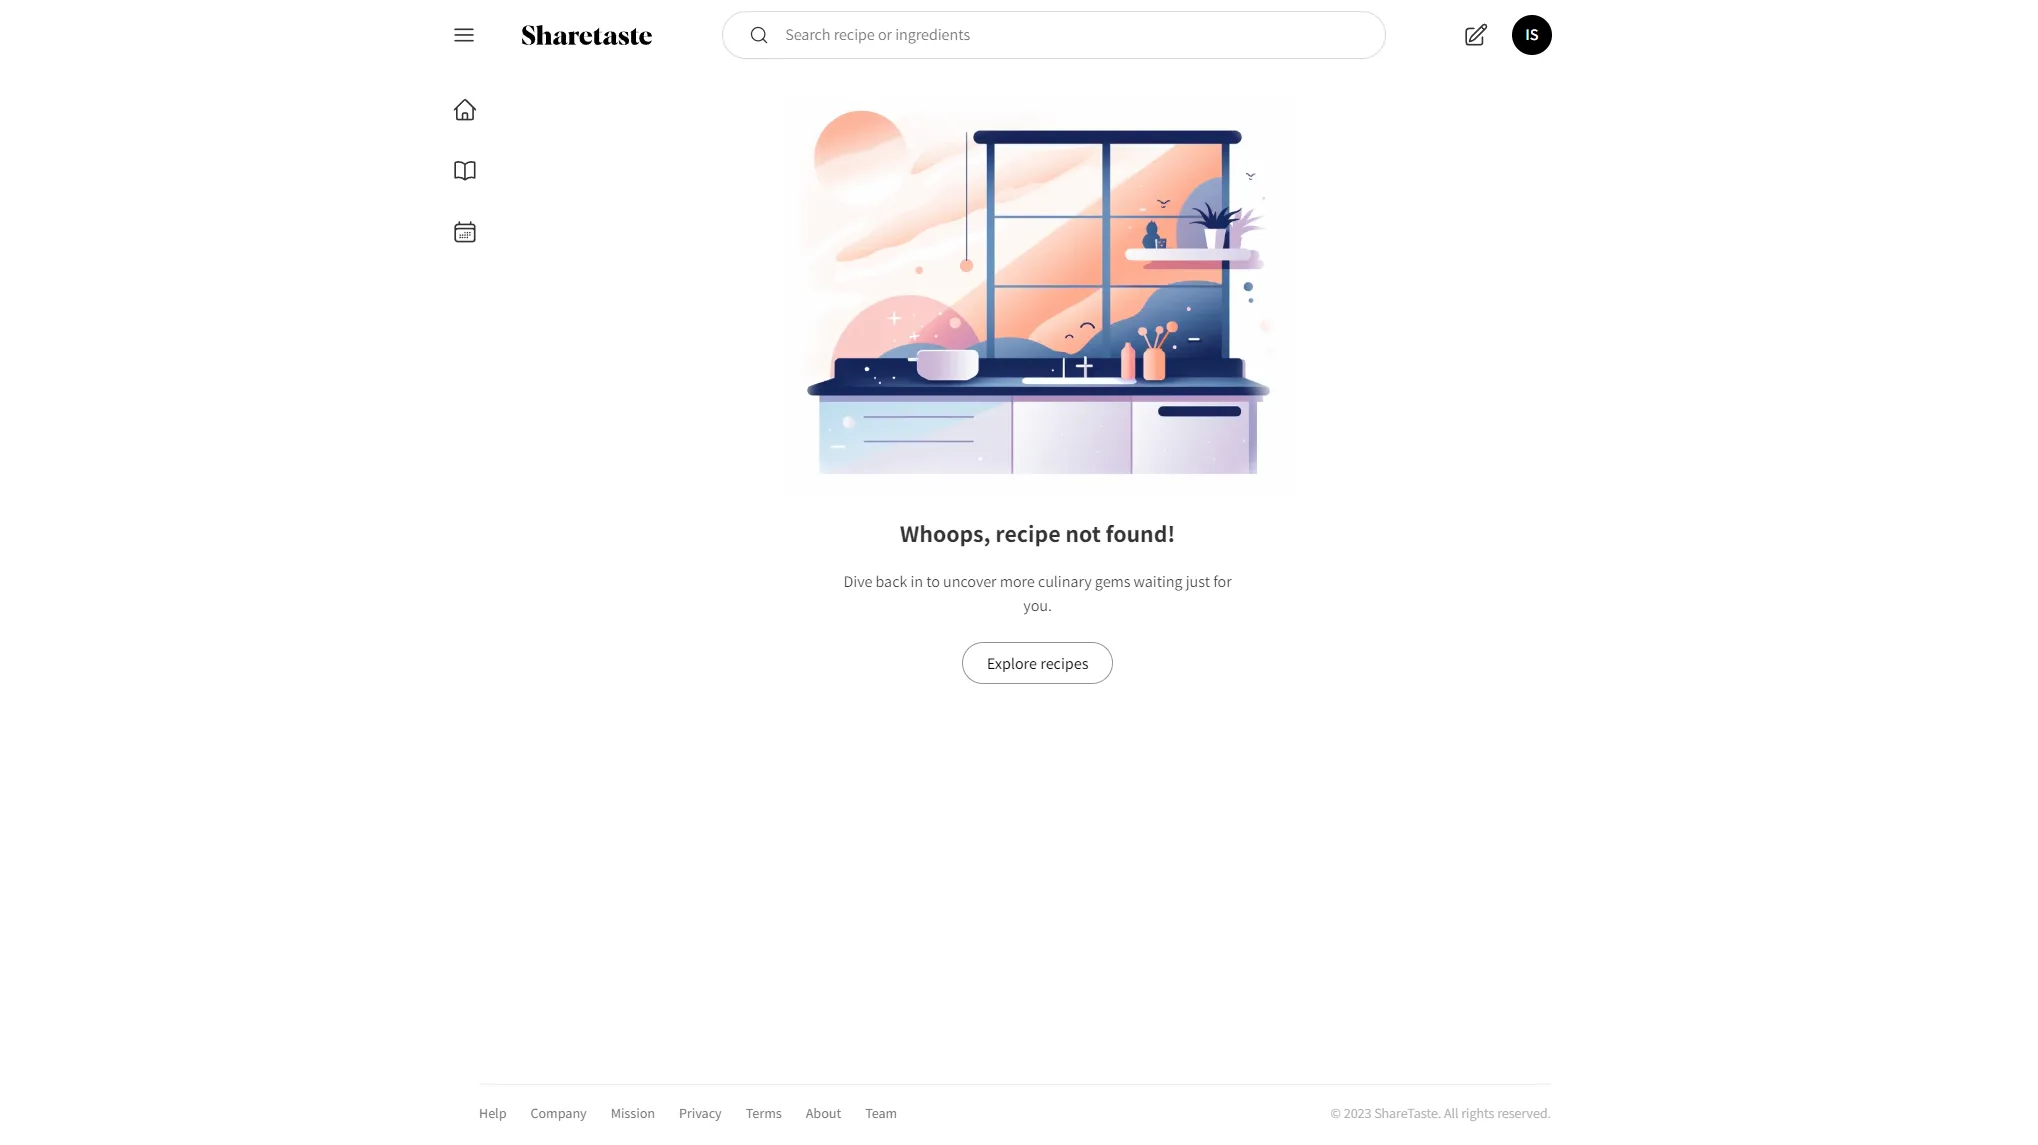 Sharetaste
Search recipe or ingredients
IS
Whoops, recipe not found!
Dive back in to uncover more culinary gems waiting just for
you.
Explore recipes
Help Company Mission Privacy Terms About Team
© 2023 ShareTaste. All rights reserved.